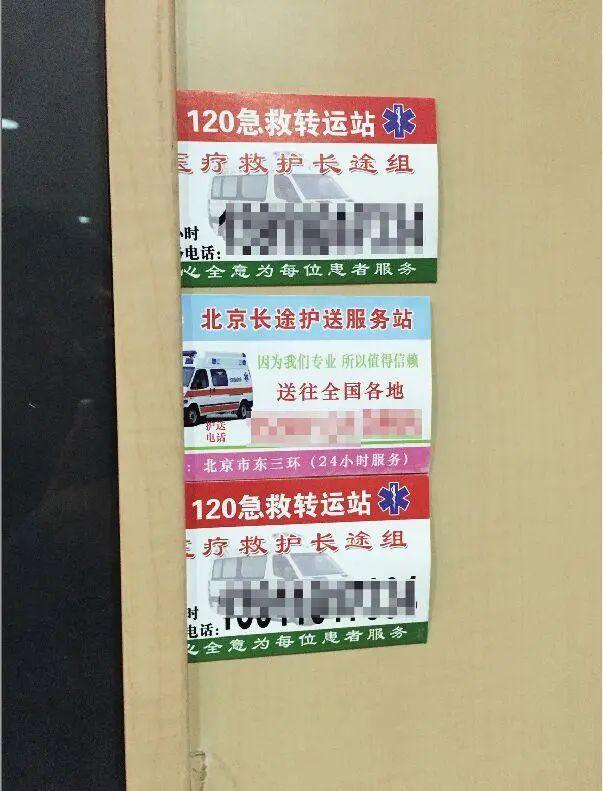 120急救转运站
医疗救护长途组
小时
电话:
心全意为每位患者服务
北京长途护送服务站
因为我们专业 所以值得信赖
送往全国各地
护送
电话
: 北京市东三环（24小时服务）
120急救转运站
医疗救护长途组
时
电话:
心全意为每位患者服务